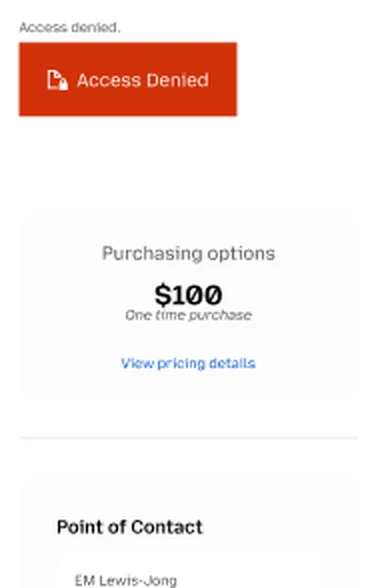 Access denied.
Access Denied
Purchasing options
$100
One time purchase
View pricing details
Point of Contact
EM Lewis-Jong